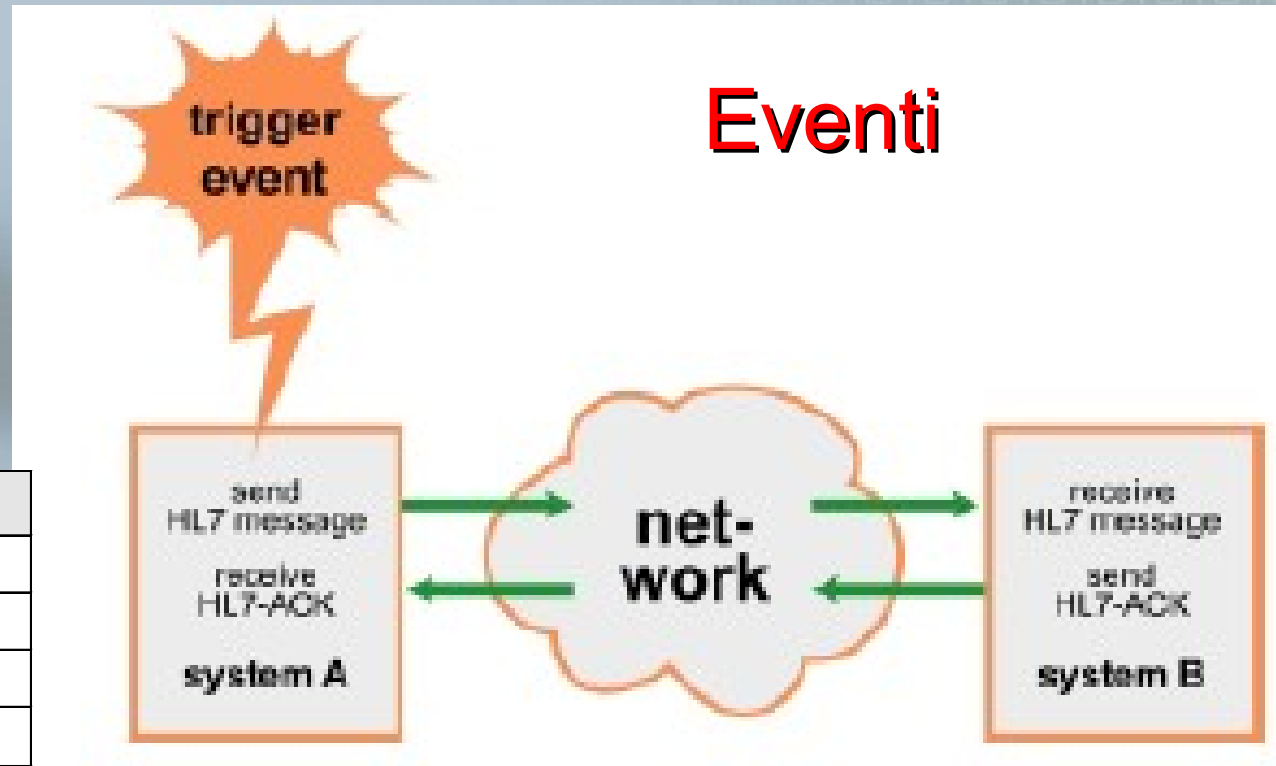 Eventi
trigger
event
send
HL7 message
receive
HL7-ACK
system A
net-
work
receive
HL7 message
send
HL7-ACK
system B